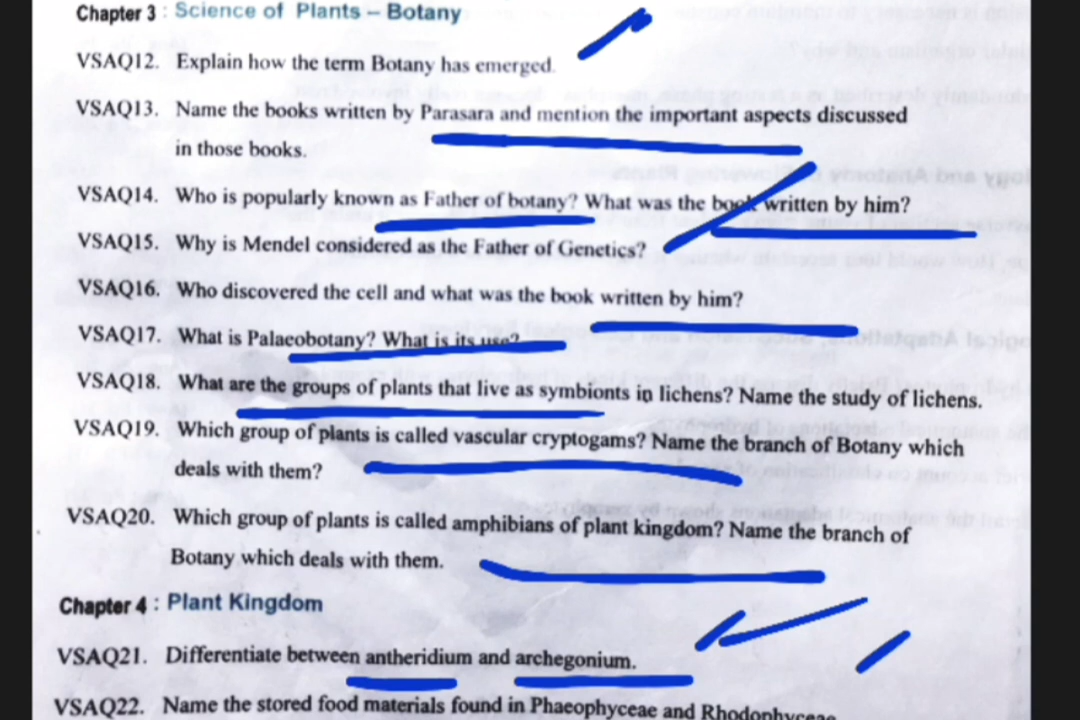 Chapter 3 : Science of Plants – Botany
VSAQ12. Explain how the term Botany has emerged.
VSAQ13. Name the books written by Parasara and mention the important aspects discussed
in those books.
VSAQ14. Who is popularly known as Father of botany? What was the book written by him?
VSAQ15. Why is Mendel considered as the Father of Genetics?
VSAQ16. Who discovered the cell and what was the book written by him?
VSAQ17. What is Palaeobotany? What is its use?
VSAQ18. What are the groups of plants that live as symbionts in lichens? Name the study of lichens.
VSAQ19. Which group of plants is called vascular cryptogams? Name the branch of Botany which
deals with them?
VSAQ20. Which group of plants is called amphibians of plant kingdom? Name the branch of
Botany which deals with them.
Chapter 4 : Plant Kingdom
VSAQ21. Differentiate between antheridium and archegonium.
VSAQ22. Name the stored food materials found in Phaeophyceae and Rhodophyceae